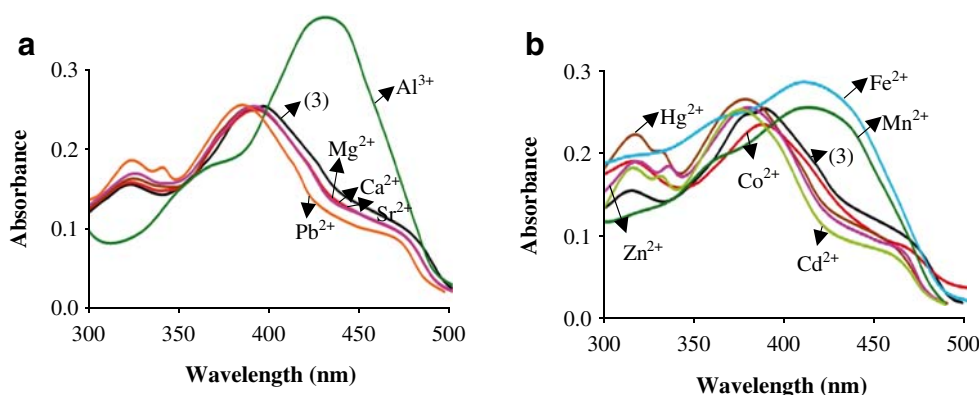 a
Absorbance
0.3
0.2
0.1
0.0
300
350
400
450
500
Wavelength (nm)
(3)
Al³⁺
Mg²⁺
Ca²⁺
Sr²⁺
Pb²⁺
b
Absorbance
0.3
0.2
0.1
0.0
300
350
400
450
500
Wavelength (nm)
Hg²⁺
Fe²⁺
Mn²⁺
(3)
Co²⁺
Zn²⁺
Cd²⁺